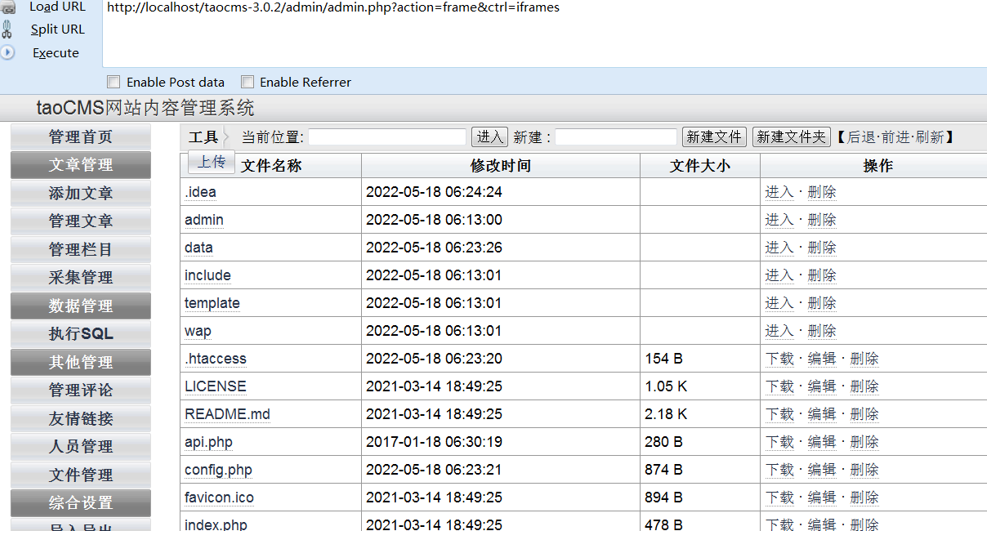 Load URL http://localhost/taocms-3.0.2/admin/admin.php?action=frame&ctrl=iframes
Split URL
Execute
Enable Post data Enable Referrer
taoCMS网站内容管理系统
管理首页
文章管理
添加文章
管理文章
管理栏目
采集管理
数据管理
执行SQL
其他管理
管理评论
友情链接
人员管理
文件管理
综合设置
导入导出
工具 当前位置: 进入 新建: 新建文件 新建文件夹 【后退·前进·刷新】
上传 文件名称 修改时间 文件大小 操作
.idea 2022-05-18 06:24:24 进入 · 删除
admin 2022-05-18 06:13:00 进入 · 删除
data 2022-05-18 06:23:26 进入 · 删除
include 2022-05-18 06:13:01 进入 · 删除
template 2022-05-18 06:13:01 进入 · 删除
wap 2022-05-18 06:13:01 进入 · 删除
.htaccess 2022-05-18 06:23:20 154 B 下载 · 编辑 · 删除
LICENSE 2021-03-14 18:49:25 1.05 K 下载 · 编辑 · 删除
README.md 2021-03-14 18:49:25 2.18 K 下载 · 编辑 · 删除
api.php 2017-01-18 06:30:19 280 B 下载 · 编辑 · 删除
config.php 2022-05-18 06:23:21 874 B 下载 · 编辑 · 删除
favicon.ico 2021-03-14 18:49:25 894 B 下载 · 编辑 · 删除
index.php 2021-03-14 18:49:25 478 B 下载 · 编辑 · 删除